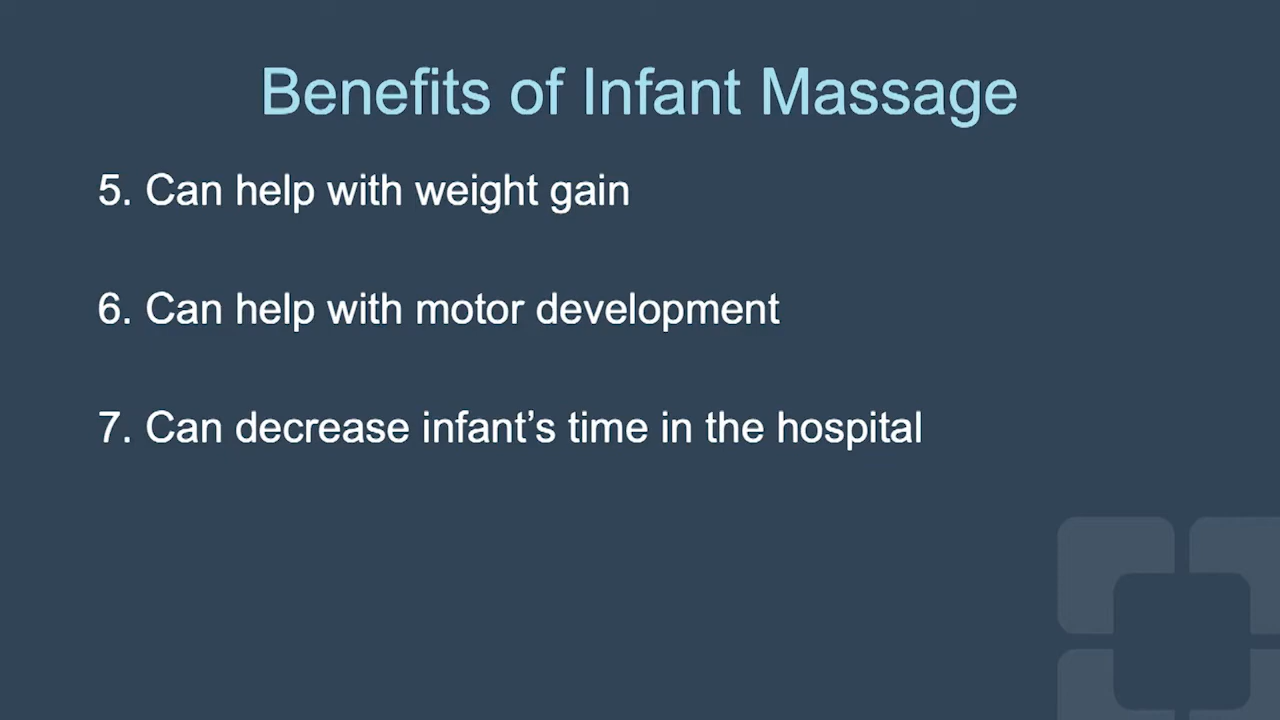 Benefits of Infant Massage
5. Can help with weight gain
6. Can help with motor development
7. Can decrease infant’s time in the hospital